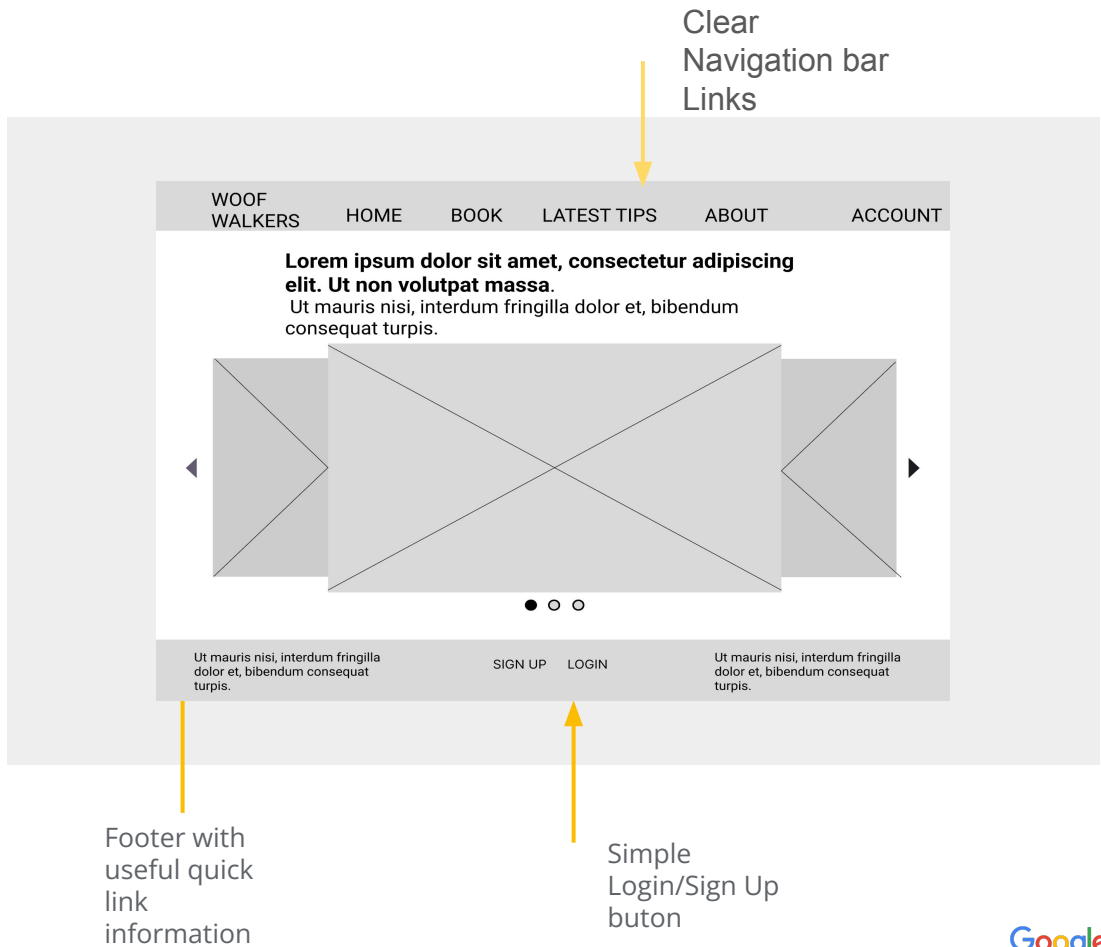 Clear
Navigation bar
Links
WOOF
WALKERS
HOME
BOOK
LATEST TIPS
ABOUT
ACCOUNT
Lorem ipsum dolor sit amet, consectetur adipiscing
elit. Ut non volutpat massa.
Ut mauris nisi, interdum fringilla dolor et, bibendum
consequat turpis.
Ut mauris nisi, interdum fringilla
dolor et, bibendum consequat
turpis.
SIGN UP
LOGIN
Ut mauris nisi, interdum fringilla
dolor et, bibendum consequat
turpis.
Footer with
useful quick
link
information
Simple
Login/Sign Up
buton
Google